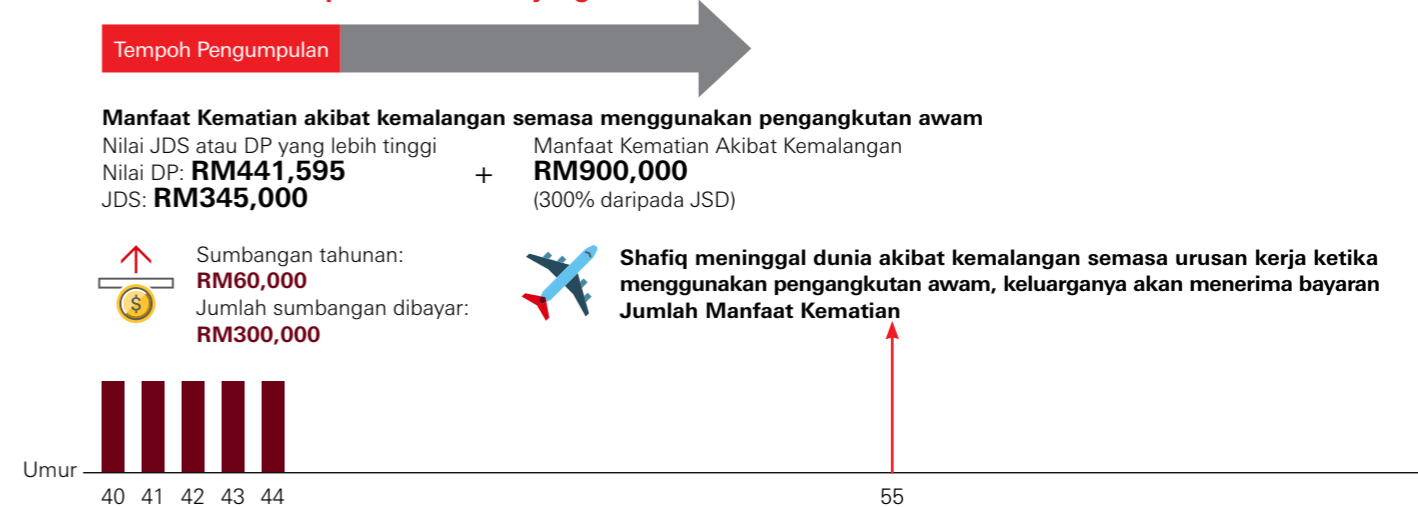 Tempoh Pengumpulan
Manfaat Kematian akibat kemalangan semasa menggunakan pengangkutan awam
Nilai JDS atau DP yang lebih tinggi
Nilai DP: RM441,595
JDS: RM345,000
+
Manfaat Kematian Akibat Kemalangan
RM900,000
(300% daripada JSD)
Sumbangan tahunan:
RM60,000
Jumlah sumbangan dibayar:
RM300,000
$
Shafiq meninggal dunia akibat kemalangan semasa urusan kerja ketika
menggunakan pengangkutan awam, keluarganya akan menerima bayaran
Jumlah Manfaat Kematian
Umur
40 41 42 43 44 55